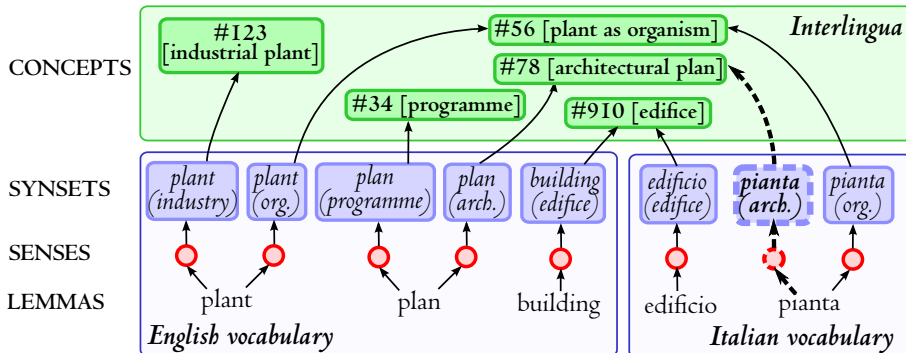 #123
[industrial plant]
#56 [plant as organism]
Interlingua
CONCEPTS
#78 [architectural plan]
#34 [programme]
#910 [edifice]
SYNSETS
plant
(industry)
plant
(org.)
plan
(programme)
plan
(arch.)
building
(edifice)
edificio
(edifice)
pianta
(arch.)
pianta
(org.)
SENSES
LEMMAS
plant
plan
building
edificio
pianta
English vocabulary
Italian vocabulary